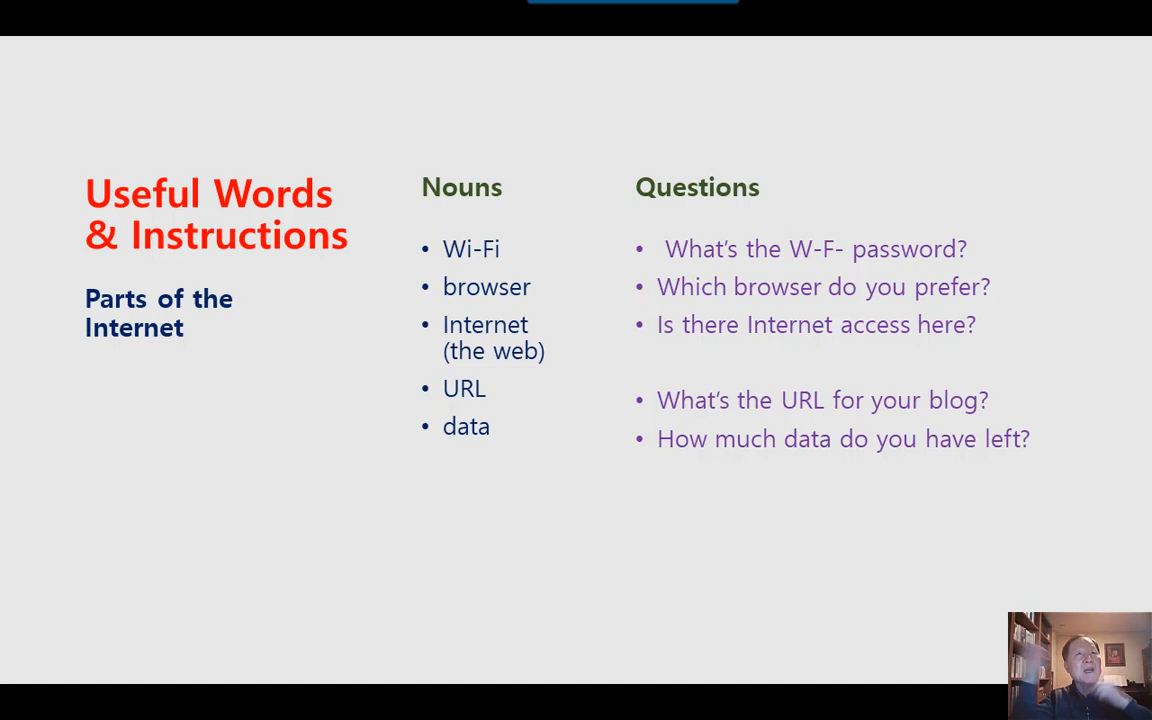 Useful Words
& Instructions
Parts of the
Internet
Nouns
• Wi-Fi
• browser
• Internet
(the web)
• URL
• data
Questions
• What's the W-F- password?
• Which browser do you prefer?
• Is there Internet access here?
• What's the URL for your blog?
• How much data do you have left?